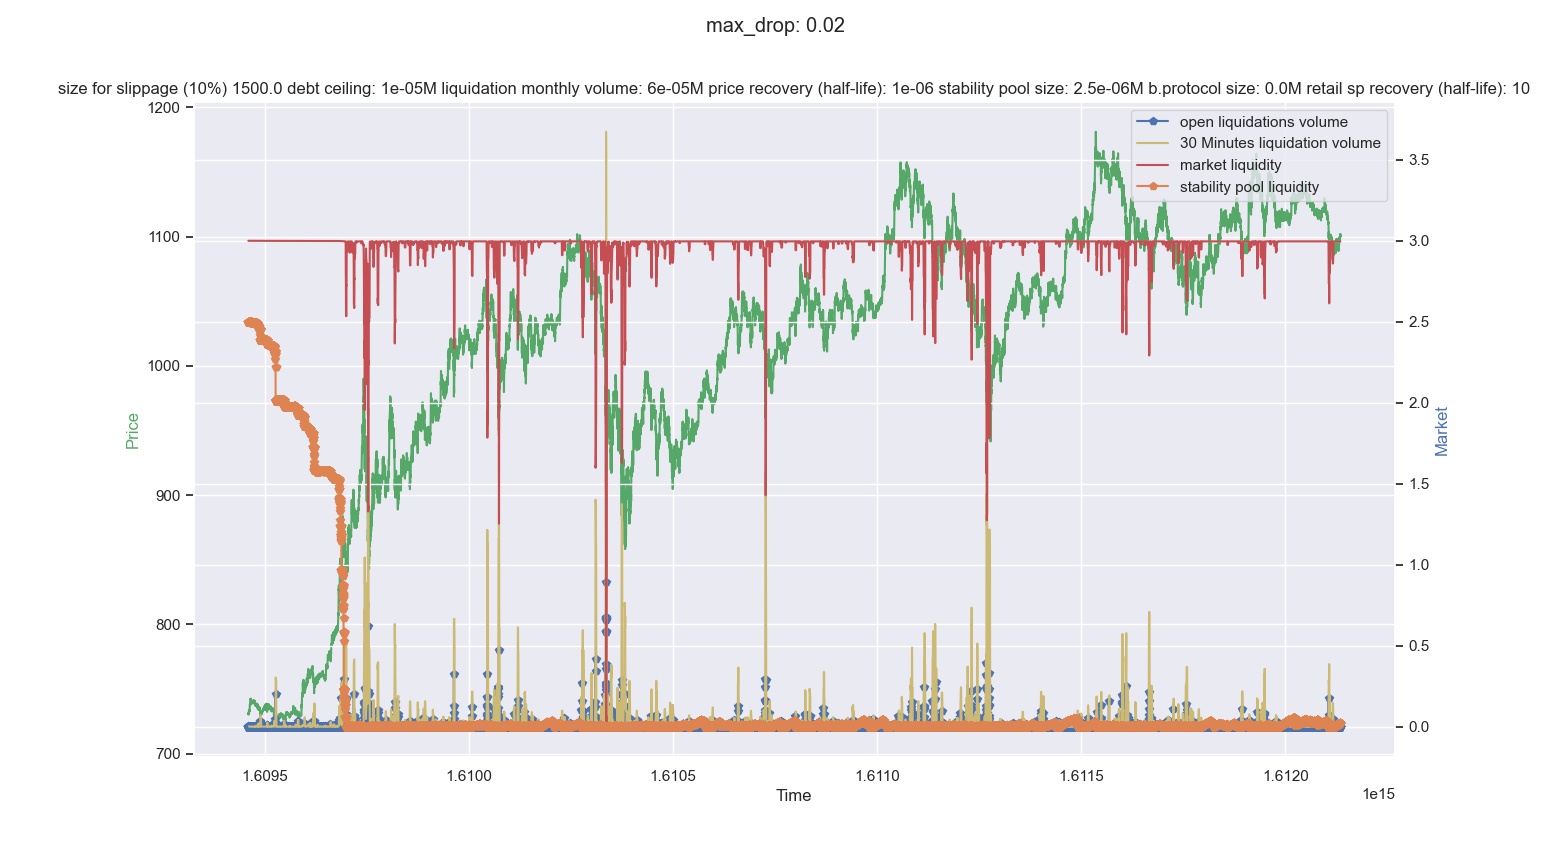 max_drop: 0.02
size for slippage (10%) 1500.0 debt ceiling: 1e-05M liquidation monthly volume: 6e-05M price recovery (half-life): 1e-06 stability pool size: 2.5e-06M b.protocol size: 0.0M retail sp recovery (half-life): 10
open liquidations volume
30 Minutes liquidation volume
market liquidity
stability pool liquidity
1200
1100
1000
900
800
700
Price
3.5
3.0
2.5
2.0
1.5
1.0
0.5
0.0
Market
1.6095 1.6100 1.6105 1.6110 1.6115 1.6120
1e15
Time